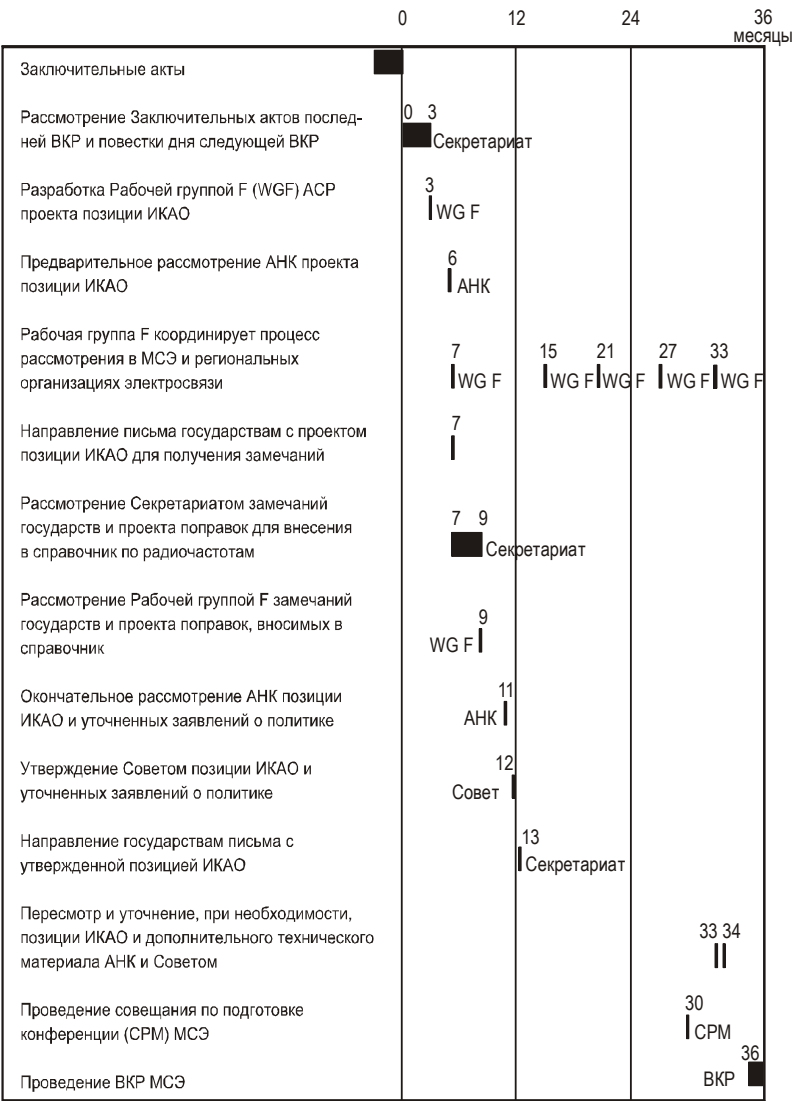 0 12 24 36
месяцы
Заключительные акты
0 3
Рассмотрение Заключительных актов послед-
ней ВКР и повестки дня следующей ВКР Секретариат
Разработка Рабочей группой F (WGF) ACP 3
проекта позиции ИКАО WG F
Предварительное рассмотрение АНК проекта 6
позиции ИКАО АНК
Рабочая группа F координирует процесс
рассмотрения в МСЭ и региональных 7 15 21 27 33
организациях электросвязи WG F WG F WG F WG F WG F
Направление письма государствам с проектом 7
позиции ИКАО для получения замечаний
Рассмотрение Секретариатом замечаний
государств и проекта поправок для внесения 7 9
в справочник по радиочастотам Секретариат
Рассмотрение Рабочей группой F замечаний
государств и проекта поправок, вносимых в 9
справочник WG F
Окончательное рассмотрение АНК позиции 11
ИКАО и уточненных заявлений о политике АНК
Утверждение Советом позиции ИКАО и 12
уточненных заявлений о политике Совет
Направление государствам письма с 13
утвержденной позицией ИКАО Секретариат
Пересмотр и уточнение, при необходимости,
позиции ИКАО и дополнительного технического 33 34
материала АНК и Советом
Проведение совещания по подготовке 30
конференции (СРМ) МСЭ СРМ
36
Проведение ВКР МСЭ ВКР